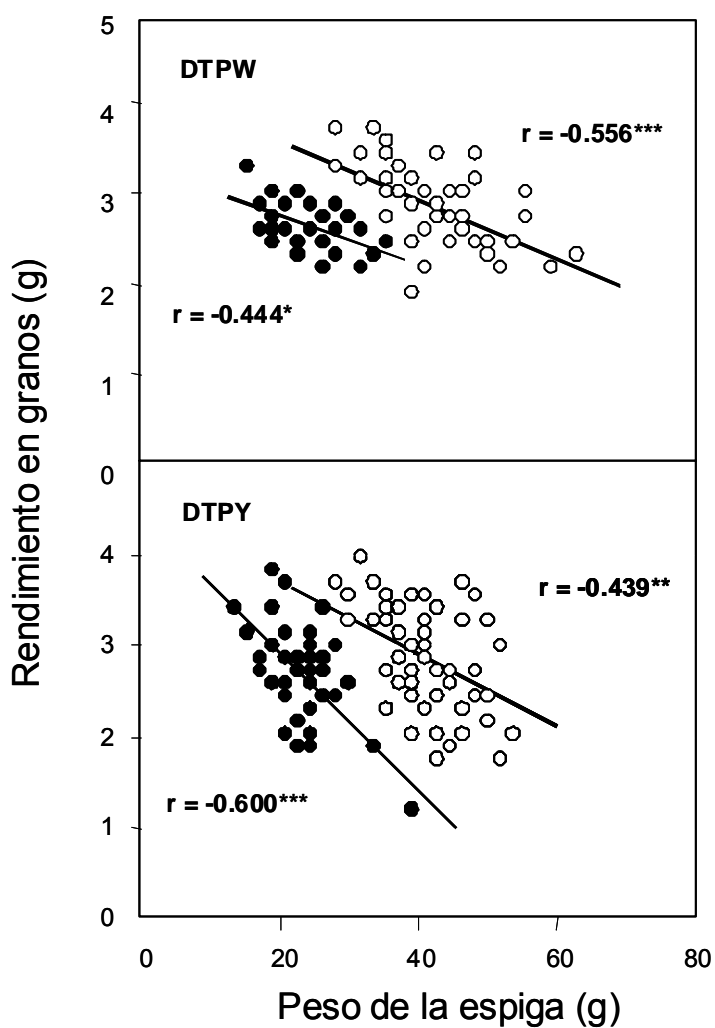 5
DTPW
4
r = -0.556***
3
2
r = -0.444*
1
0
DTPY
4
r = -0.439**
3
2
r = -0.600***
1
0
0 20 40 60 80
Peso de la espiga (g)
Rendimiento en granos (g)